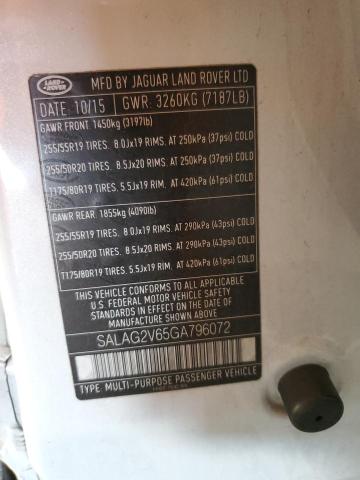 LAND-
ROVER
MFD BY JAGUAR LAND ROVER LTD
DATE: 10/15 GWR: 3260KG (7187LB)
GAWR FRONT: 1450kg (3197lb)
255/55R19 TIRES. 8.0Jx19 RIMS. AT 250kPa (37psi) COLD
255/50R20 TIRES. 8.5Jx20 RIMS. AT 250kPa (37psi) COLD
T175/80R19 TIRES. 5.5Jx19 RIM. AT 420kPa (61psi) COLD
GAWR REAR: 1855kg (4090lb)
255/55R19 TIRES. 8.0Jx19 RIMS. AT 290kPa (43psi) COLD
255/50R20 TIRES. 8.5Jx20 RIMS. AT 290kPa (43psi) COLD
T175/80R19 TIRES. 5.5Jx19 RIM. AT 420kPa (61psi) COLD
THIS VEHICLE CONFORMS TO ALL APPLICABLE
U.S. FEDERAL MOTOR VEHICLE SAFETY
STANDARDS IN EFFECT ON THE DATE OF
MANUFACTURE SHOWN ABOVE
SALAG2V65GA796072
TYPE: MULTI-PURPOSE PASSENGER VEHICLE